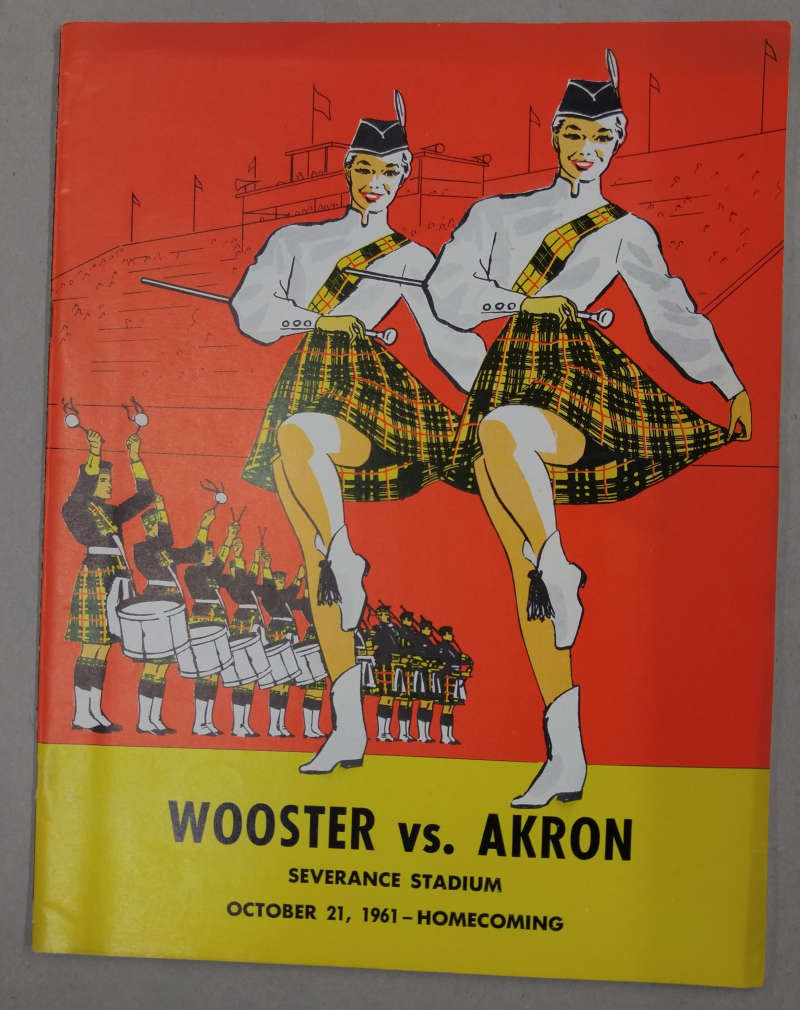 WOOSTER vs. AKRON
SEVERANCE STADIUM
OCTOBER 21, 1961 – HOMECOMING